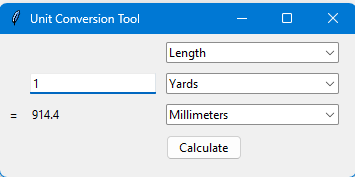 Unit Conversion Tool
Length
1 Yards
= 914.4 Millimeters
Calculate